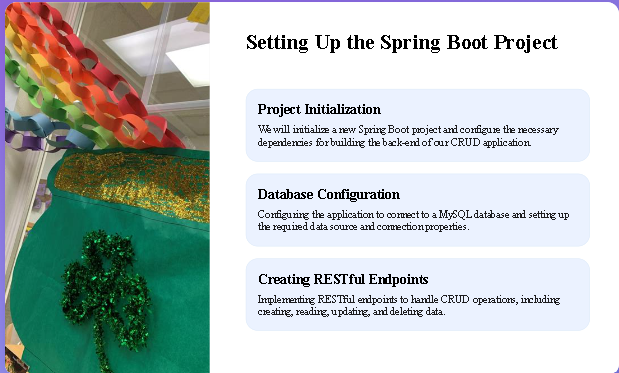 Setting Up the Spring Boot Project
Project Initialization
We will initialize a new Spring Boot project and configure the necessary
dependencies for building the back-end of our CRUD application.
Database Configuration
Configuring the application to connect to a MySQL database and setting up
the required data source and connection properties.
Creating RESTful Endpoints
Implementing RESTful endpoints to handle CRUD operations, including
creating, reading, updating, and deleting data.